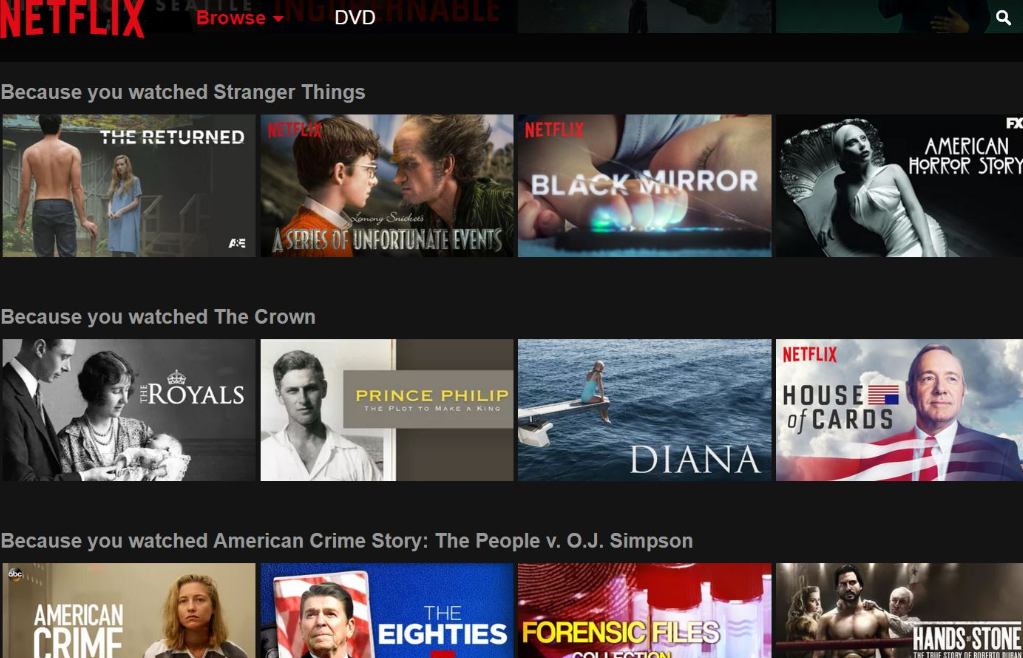 SEATTLE
NETFLIX Browse DVD
Because you watched Stranger Things
THE RETURNED
A&E
NETFLIX
Lemony Snicket's
A SERIES OF UNFORTUNATE EVENTS
NETFLIX
BLACK MIRROR
FX
AMERICAN
HORROR STORY
Because you watched The Crown
THE ROYALS
PRINCE PHILIP
THE PLOT TO MAKE A KING
DIANA
NETFLIX
HOUSE
of CARDS
Because you watched American Crime Story: The People v. O.J. Simpson
abc
AMERICAN
CRIME
THE
EIGHTIES
FORENSIC FILES
COLLECTION
HANDS OF STONE
THE TRUE STORY OF ROBERTO DURAN